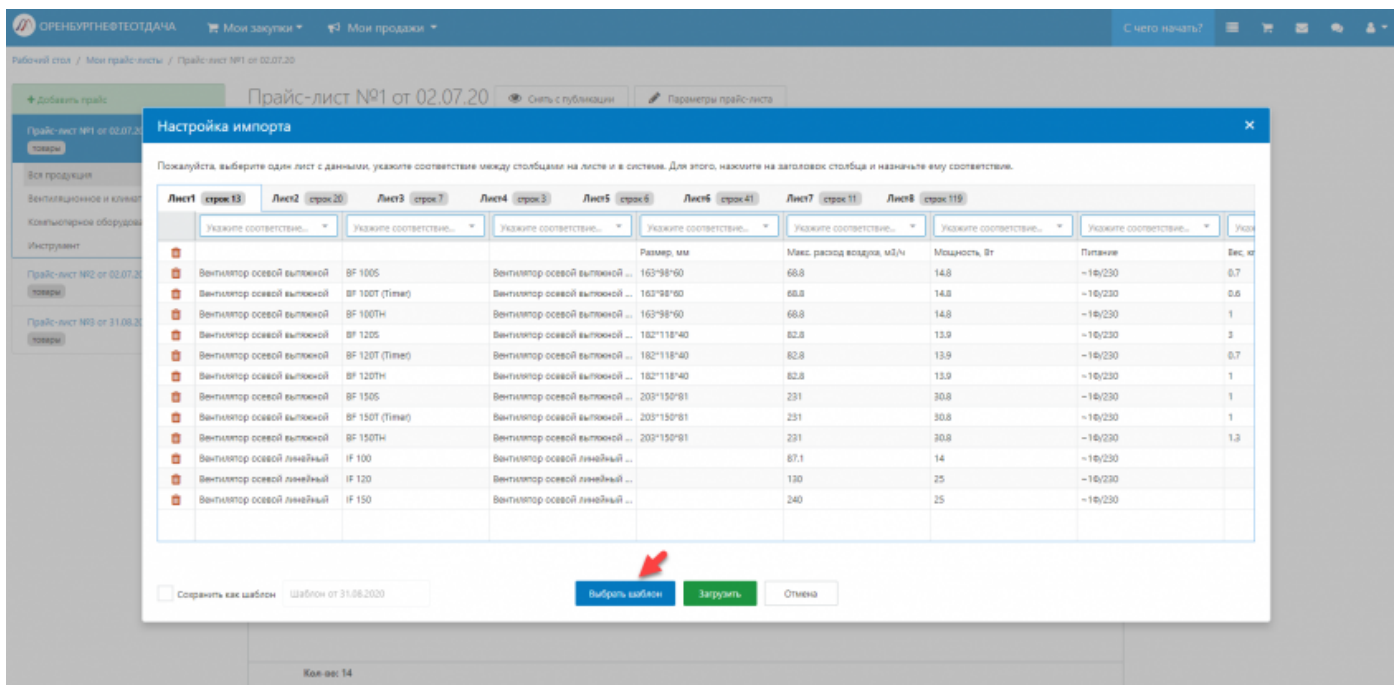 ОРЕНБУРГНЕФТЕОТДАЧА Мои закупки Мои продажи С чего начать?
Рабочий стол / Мои прайс-листы / Прайс-лист №1 от 02.07.20
+ Добавить прайс
Прайс-лист №1 от 02.07.20 Снять с публикации Параметры прайс-листа
Прайс-лист №1 от 02.07.20
товары
Вся продукция
Вентиляционное и климат
Компьютерное оборудова
Инструмент
Прайс-лист №2 от 02.07.20
товары
Прайс-лист №3 от 31.08.20
товары
Настройка импорта ×
Пожалуйста, выберите один лист с данными, укажите соответствие между столбцами на листе и в системе. Для этого, нажмите на заголовок столбца и назначьте ему соответствие.
Лист1 строк 13 Лист2 строк 20 Лист3 строк 7 Лист4 строк 3 Лист5 строк 6 Лист6 строк 41 Лист7 строк 11 Лист8 строк 119
Укажите соответствие... Укажите соответствие... Укажите соответствие... Укажите соответствие... Укажите соответствие... Укажите соответствие... Укажите соответствие... Укаж
Размер, мм Макс. расход воздуха, м3/ч Мощность, Вт Питание Вес, кг
Вентилятор осевой вытяжной BF 100S Вентилятор осевой вытяжной ... 163*98*60 68.8 14.8 ~1Ф/230 0.7
Вентилятор осевой вытяжной BF 100T (Timer) Вентилятор осевой вытяжной ... 163*98*60 68.8 14.8 ~1Ф/230 0.6
Вентилятор осевой вытяжной BF 100TH Вентилятор осевой вытяжной ... 163*98*60 68.8 14.8 ~1Ф/230 1
Вентилятор осевой вытяжной BF 120S Вентилятор осевой вытяжной ... 182*118*40 82.8 13.9 ~1Ф/230 3
Вентилятор осевой вытяжной BF 120T (Timer) Вентилятор осевой вытяжной ... 182*118*40 82.8 13.9 ~1Ф/230 0.7
Вентилятор осевой вытяжной BF 120TH Вентилятор осевой вытяжной ... 182*118*40 82.8 13.9 ~1Ф/230 1
Вентилятор осевой вытяжной BF 150S Вентилятор осевой вытяжной ... 203*150*81 231 30.8 ~1Ф/230 1
Вентилятор осевой вытяжной BF 150T (Timer) Вентилятор осевой вытяжной ... 203*150*81 231 30.8 ~1Ф/230 1
Вентилятор осевой вытяжной BF 150TH Вентилятор осевой вытяжной ... 203*150*81 231 30.8 ~1Ф/230 1.3
Вентилятор осевой линейный IF 100 Вентилятор осевой линейный ... 87.1 14 ~1Ф/230
Вентилятор осевой линейный IF 120 Вентилятор осевой линейный ... 130 25 ~1Ф/230
Вентилятор осевой линейный IF 150 Вентилятор осевой линейный ... 240 25 ~1Ф/230
Сохранить как шаблон Шаблон от 31.08.2020 Выбрать шаблон Загрузить Отмена
Кол-во: 14